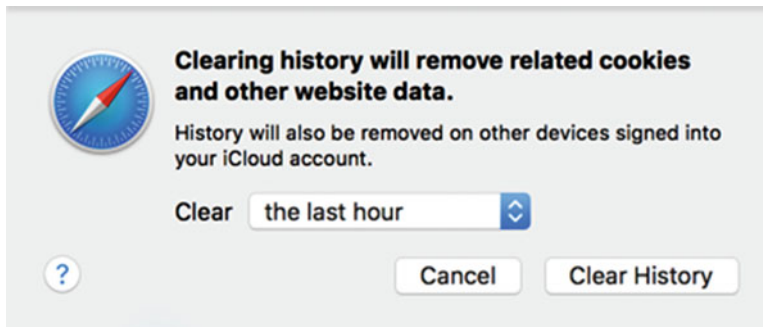 Clearing history will remove related cookies
and other website data.
History will also be removed on other devices signed into
your iCloud account.
Clear the last hour
? Cancel Clear History